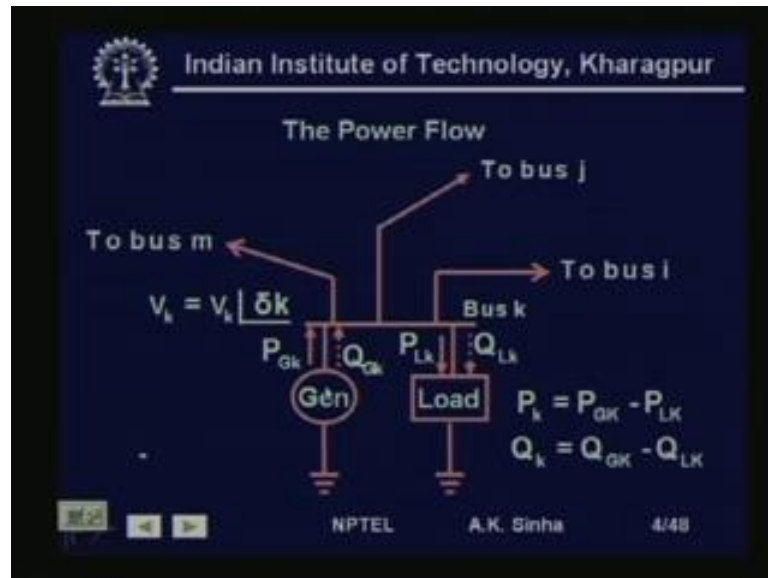 Indian Institute of Technology, Kharagpur
The Power Flow
To bus j
To bus m
To bus i
V_k = V_k |δk
Bus k
P_Gk Q_Gk P_Lk Q_Lk
Gen Load
P_k = P_GK - P_LK
Q_k = Q_GK - Q_LK
NPTEL A.K. Sinha 4/48